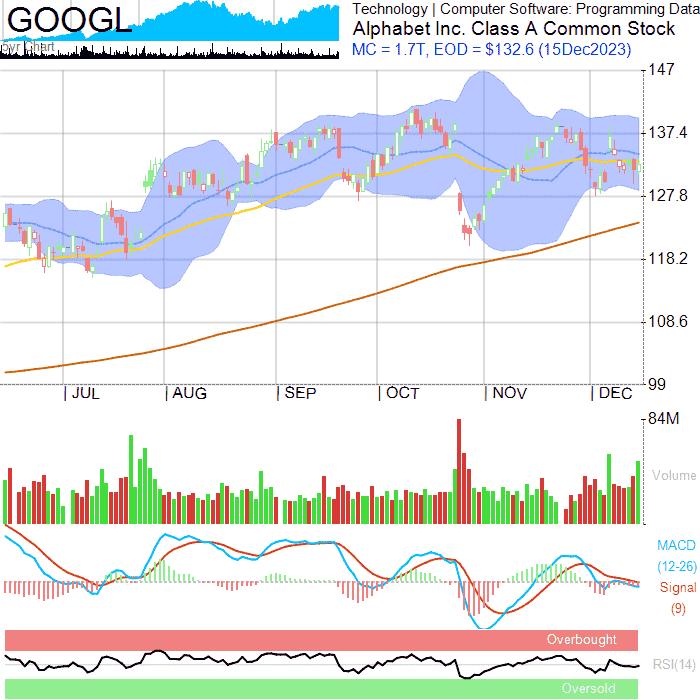 GOOGL
Technology | Computer Software: Programming Data
Alphabet Inc. Class A Common Stock
MC = 1.7T, EOD = $132.6 (15Dec2023)
Chart
147
137.4
127.8
118.2
108.6
99
JUL AUG SEP OCT NOV DEC
84M
Volume
MACD
(12-26)
Signal
(9)
Overbought
RSI(14)
Oversold